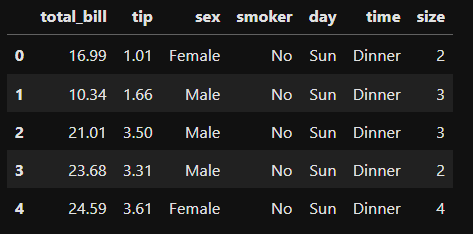 total_bill tip sex smoker day time size
0 16.99 1.01 Female No Sun Dinner 2
1 10.34 1.66 Male No Sun Dinner 3
2 21.01 3.50 Male No Sun Dinner 3
3 23.68 3.31 Male No Sun Dinner 2
4 24.59 3.61 Female No Sun Dinner 4